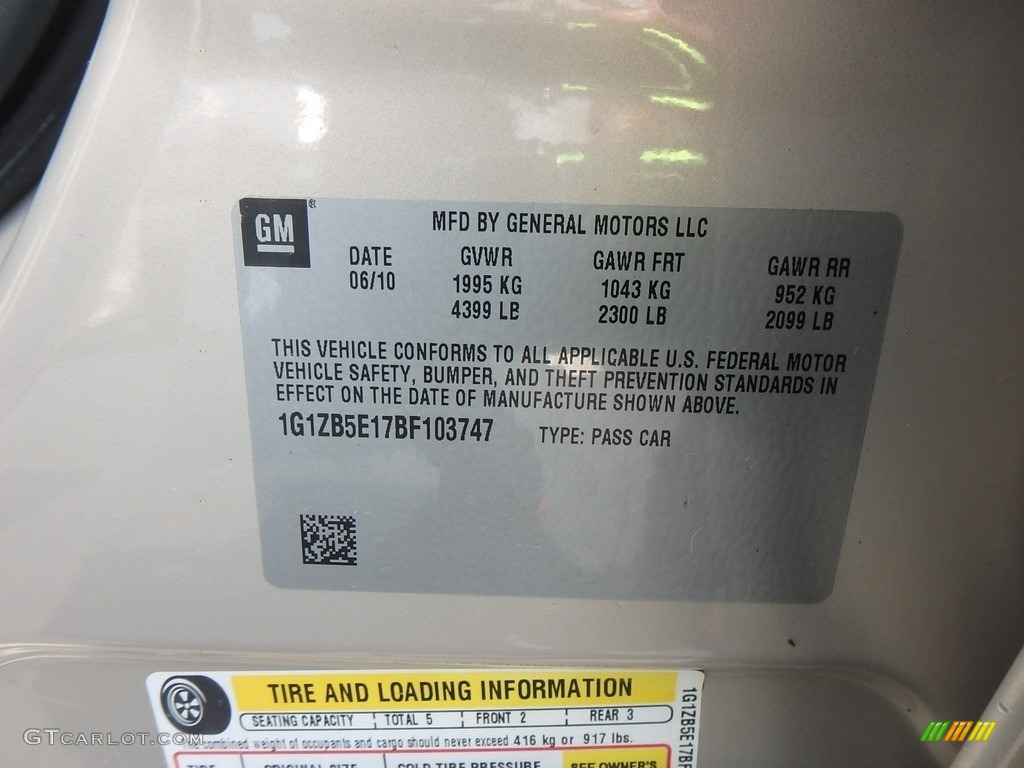 GM ®
MFD BY GENERAL MOTORS LLC
DATE GVWR GAWR FRT GAWR RR
06/10 1995 KG 1043 KG 952 KG
4399 LB 2300 LB 2099 LB
THIS VEHICLE CONFORMS TO ALL APPLICABLE U.S. FEDERAL MOTOR
VEHICLE SAFETY, BUMPER, AND THEFT PREVENTION STANDARDS IN
EFFECT ON THE DATE OF MANUFACTURE SHOWN ABOVE.
1G1ZB5E17BF103747 TYPE: PASS CAR
TIRE AND LOADING INFORMATION
SEATING CAPACITY TOTAL 5 FRONT 2 REAR 3
combined weight of occupants and cargo should never exceed 416 kg or 917 lbs.
TIRE ORIGINAL SIZE COLD TIRE PRESSURE SEE OWNER'S
1G1ZB5E17BF
GTCARLOT.COM